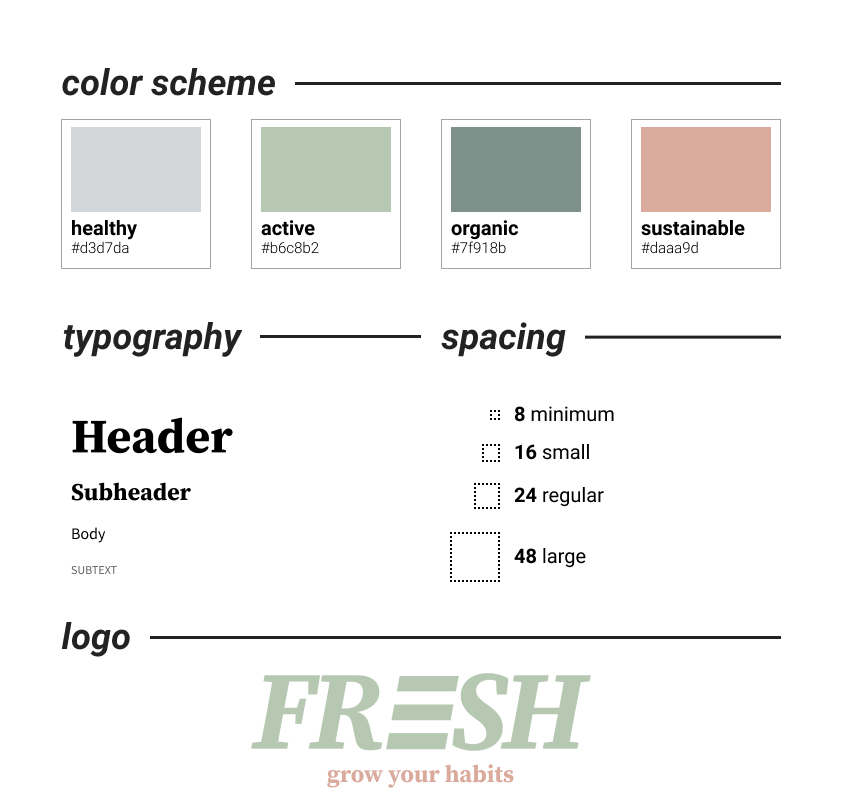 color scheme
healthy
#d3d7da
active
#b6c8b2
organic
#7f918b
sustainable
#daaa9d
typography
Header
Subheader
Body
SUBTEXT
spacing
8 minimum
16 small
24 regular
48 large
logo
FRESH
grow your habits